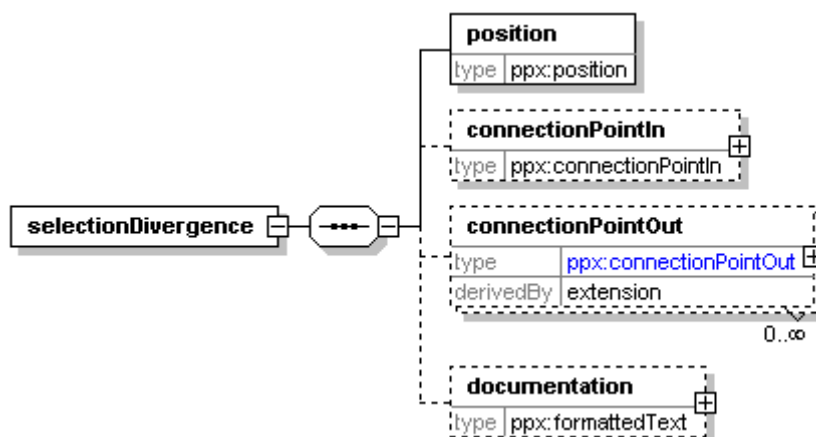 position
type ppx:position
connectionPointIn
type ppx:connectionPointIn
selectionDivergence
connectionPointOut
type ppx:connectionPointOut
derivedBy extension
0..∞
documentation
type ppx:formattedText